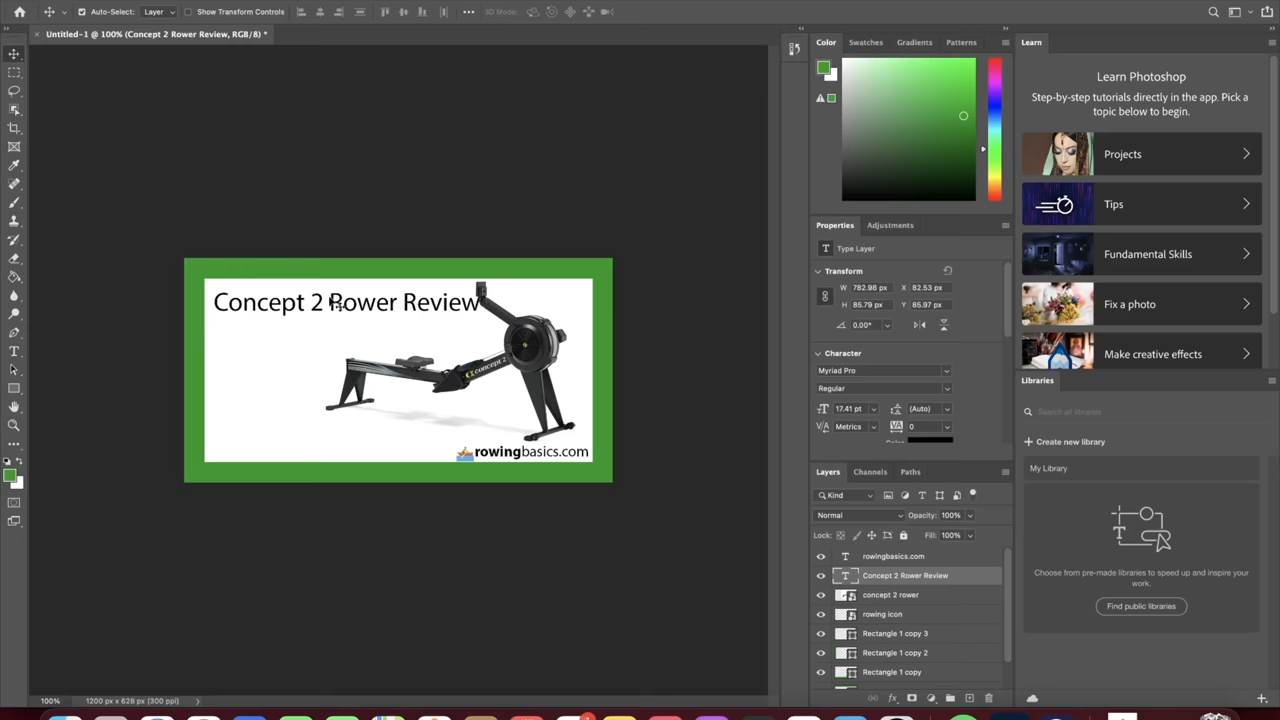 Auto-Select: Layer Show Transform Controls 3D Mode:
Untitled-1 @ 100% (Concept 2 Rower Review, RGB/8) *
Color Swatches Gradients Patterns
Learn
Learn Photoshop
Step-by-step tutorials directly in the app. Pick a
topic below to begin.
Projects
Tips
Fundamental Skills
Fix a photo
Make creative effects
Properties Adjustments
T Type Layer
Transform
W 782.98 px X 82.53 px
H 85.79 px Y 85.97 px
0.00°
Character
Myriad Pro
Regular
17.41 pt (Auto)
Metrics 0
Concept 2 Rower Review
concept 2
rowingbasics.com
Libraries
Search all libraries
Create new library
My Library
Choose from pre-made libraries to speed up and inspire your
work.
Find public libraries
Layers Channels Paths
Kind
Normal Opacity: 100%
Lock: Fill: 100%
T rowingbasics.com
T Concept 2 Rower Review
concept 2 rower
rowing icon
Rectangle 1 copy 3
Rectangle 1 copy 2
Rectangle 1 copy
100% 1200 px x 628 px (300 ppi)